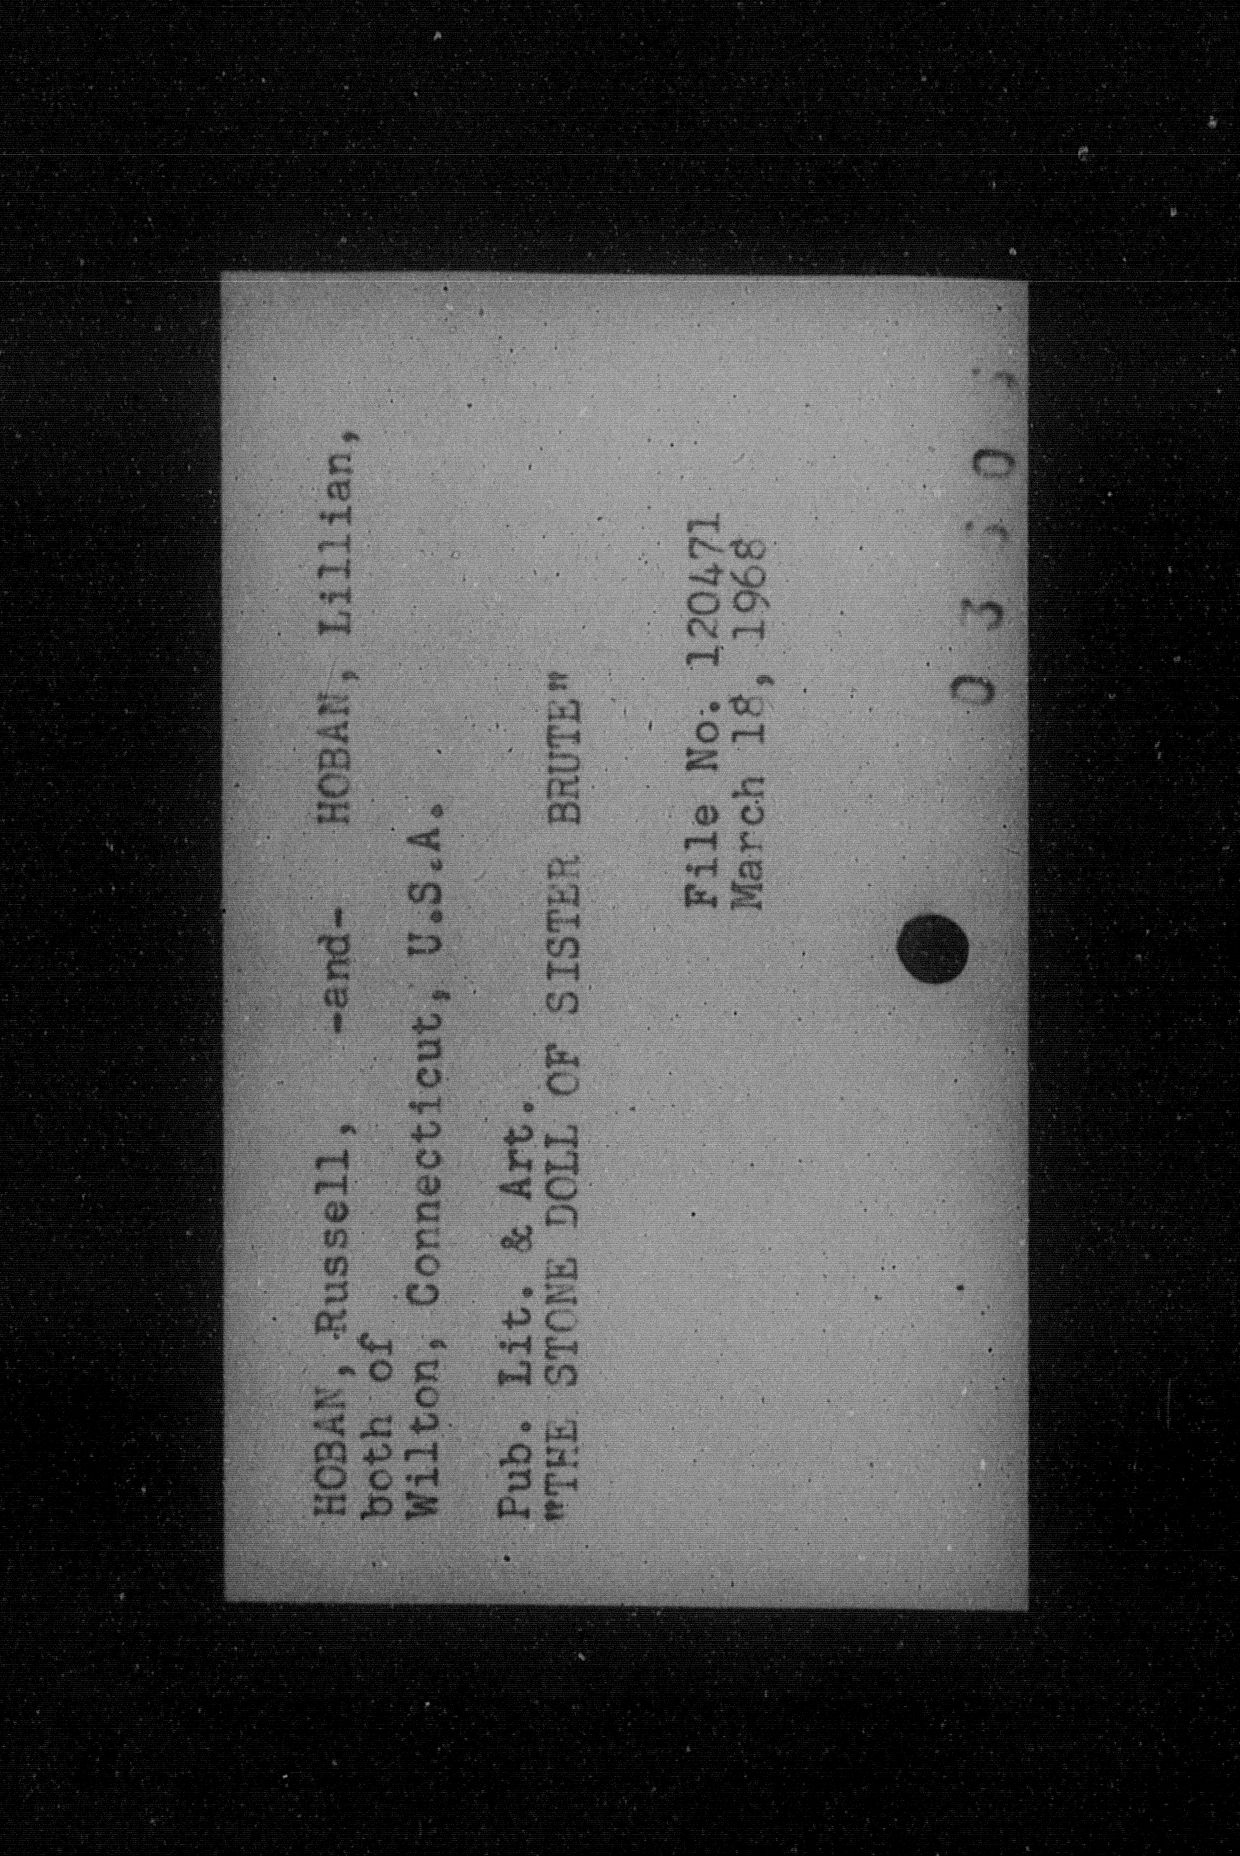 HOBAN, Russell, -and- HOBAN, Lillian,
both of
Wilton, Connecticut, U.S.A.
Pub. Lit. & Art.
"THE STONE DOLL OF SISTER BRUTE"
File No. 120471
March 18, 1968